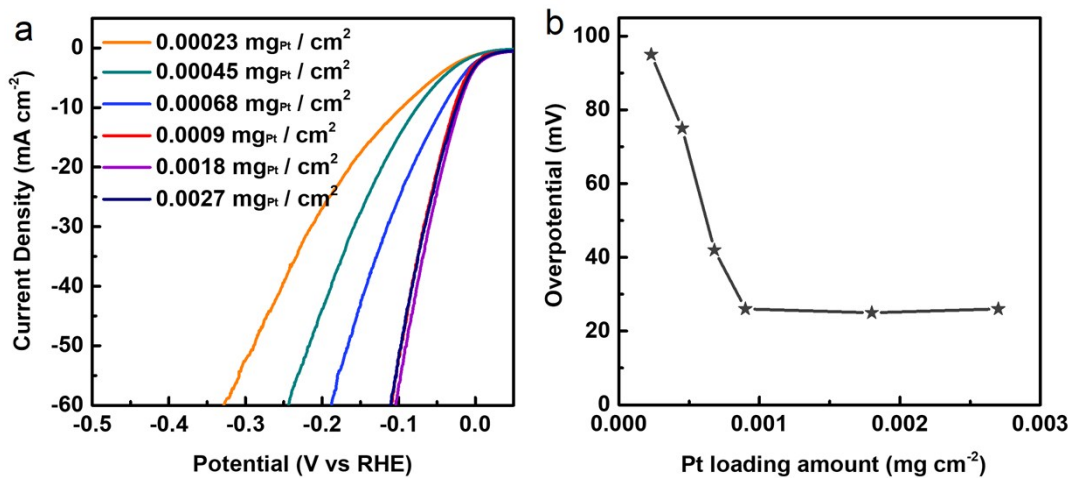 a
0.00023 mgPt / cm²
0.00045 mgPt / cm²
0.00068 mgPt / cm²
0.0009 mgPt / cm²
0.0018 mgPt / cm²
0.0027 mgPt / cm²
Current Density (mA cm⁻²)
0
-10
-20
-30
-40
-50
-60
-0.5 -0.4 -0.3 -0.2 -0.1 0.0
Potential (V vs RHE)
b
Overpotential (mV)
100
80
60
40
20
0
0.000 0.001 0.002 0.003
Pt loading amount (mg cm⁻²)